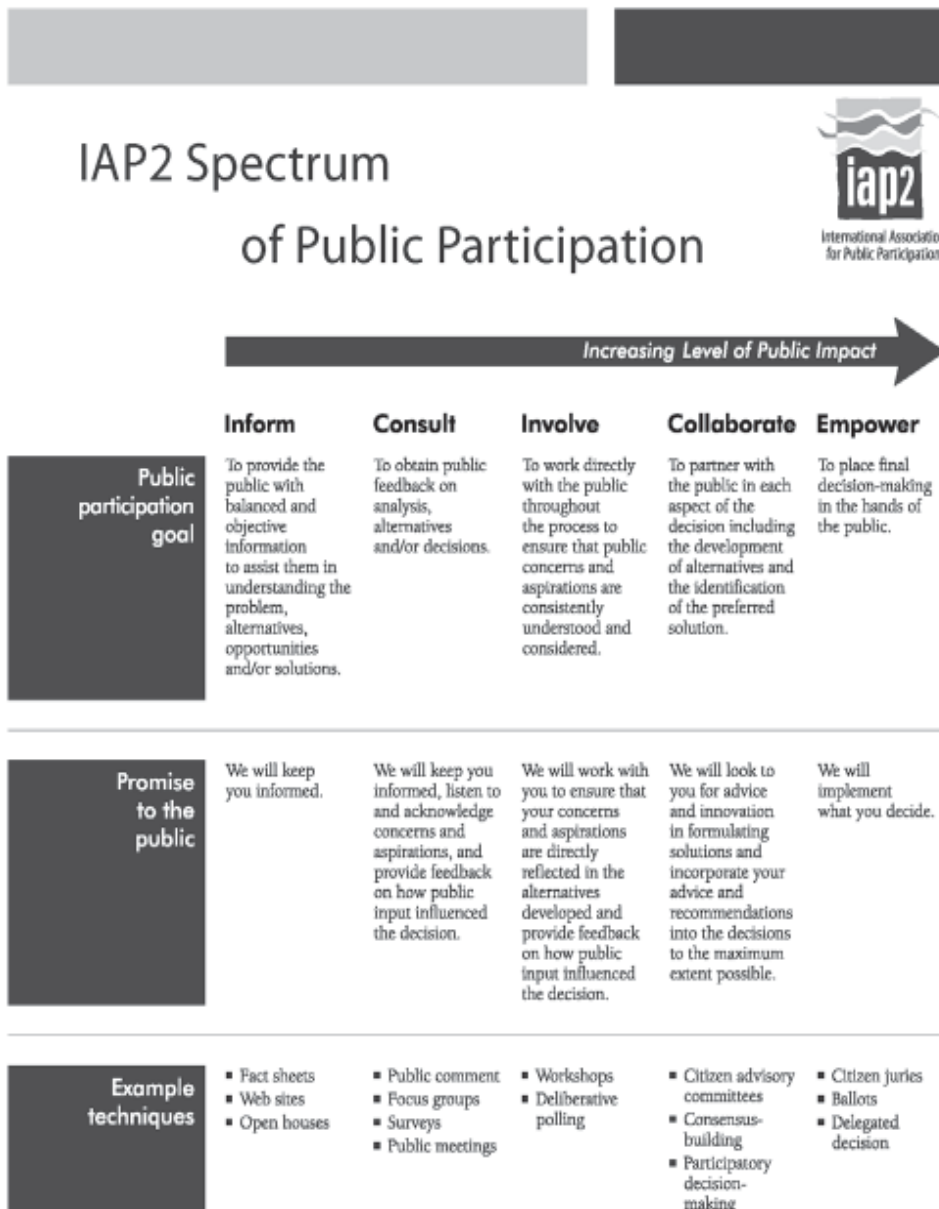 IAP2 Spectrum
of Public Participation
iap2
International Associatio
for Public Participation
Increasing Level of Public Impact
Inform
Consult
Involve
Collaborate
Empower
Public
participation
goal
To provide the
public with
balanced and
objective
information
to assist them in
understanding the
problem,
alternatives,
opportunities
and/or solutions.
To obtain public
feedback on
analysis,
alternatives
and/or decisions.
To work directly
with the public
throughout
the process to
ensure that public
concerns and
aspirations are
consistently
understood and
considered.
To partner with
the public in each
aspect of the
decision including
the development
of alternatives and
the identification
of the preferred
solution.
To place final
decision-making
in the hands of
the public.
Promise
to the
public
We will keep
you informed.
We will keep you
informed, listen to
and acknowledge
concerns and
aspirations, and
provide feedback
on how public
input influenced
the decision.
We will work with
you to ensure that
your concerns
and aspirations
are directly
reflected in the
alternatives
developed and
provide feedback
on how public
input influenced
the decision.
We will look to
you for advice
and innovation
in formulating
solutions and
incorporate your
advice and
recommendations
into the decisions
to the maximum
extent possible.
We will
implement
what you decide.
Example
techniques
▪ Fact sheets
▪ Web sites
▪ Open houses
▪ Public comment
▪ Focus groups
▪ Surveys
▪ Public meetings
▪ Workshops
▪ Deliberative
polling
▪ Citizen advisory
committees
▪ Consensus-
building
▪ Participatory
decision-
making
▪ Citizen juries
▪ Ballots
▪ Delegated
decision